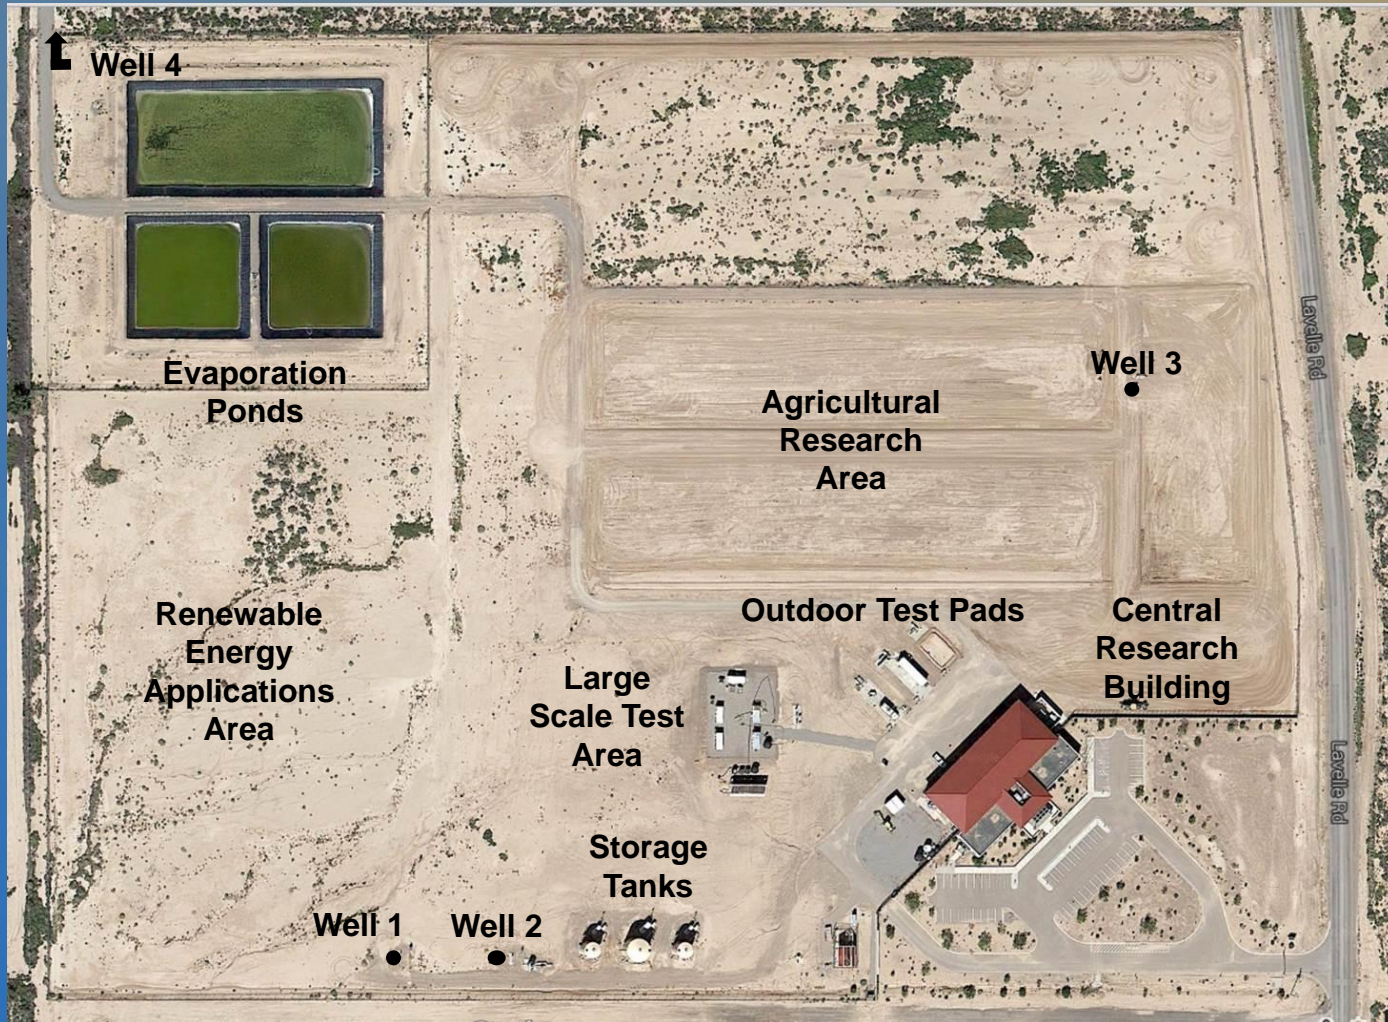 Well 4
Evaporation
Ponds
Well 3
Agricultural
Research
Area
Lavelle Rd
Renewable
Energy
Applications
Area
Outdoor Test Pads
Central
Research
Building
Large
Scale Test
Area
Lavelle Rd
Storage
Tanks
Well 1
Well 2